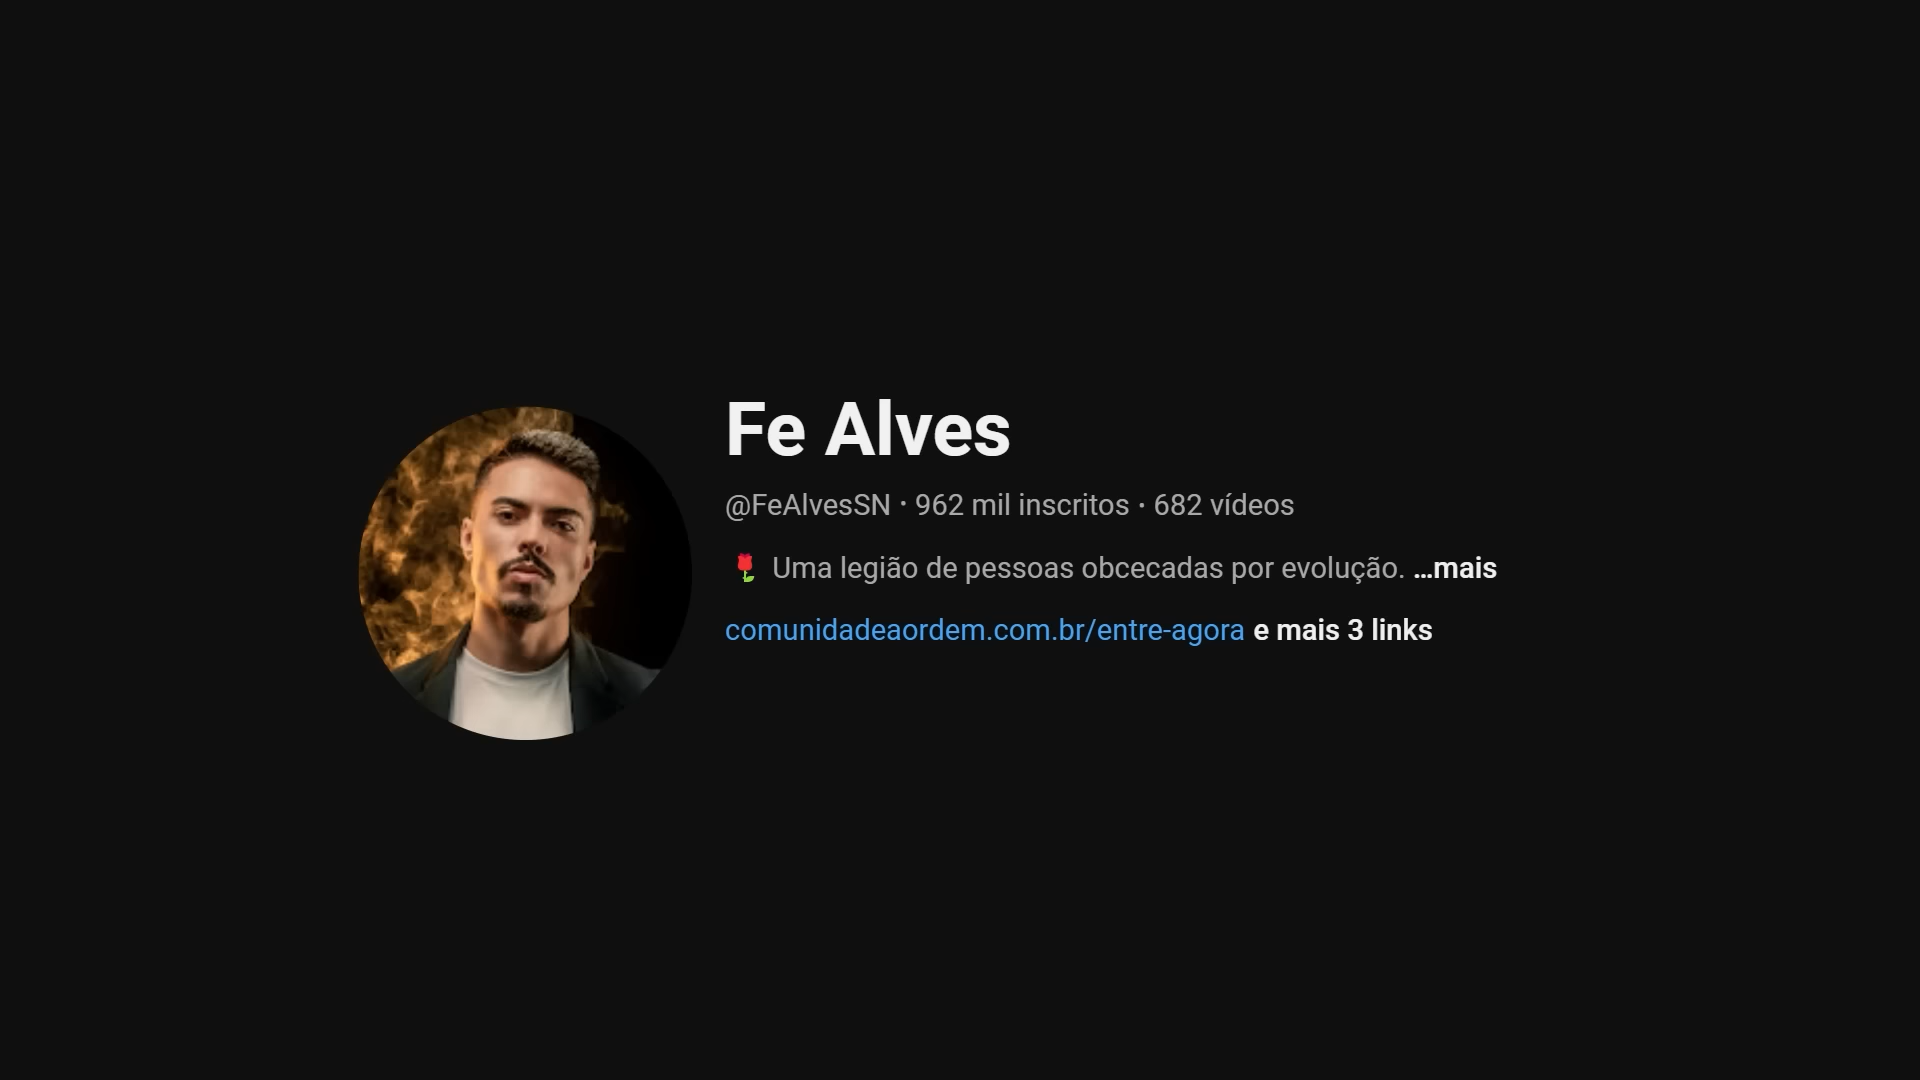 Fe Alves
@FeAlvesSN · 962 mil inscritos · 682 vídeos
🌹 Uma legião de pessoas obcecadas por evolução. ...mais
comunidadeaordem.com.br/entre-agora e mais 3 links